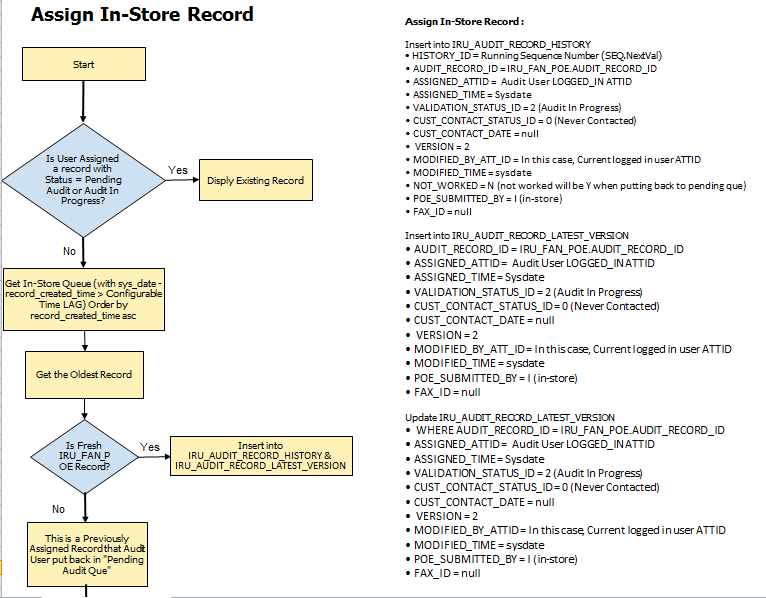 Assign In-Store Record
Start
Is User Assigned
a record with
Status = Pending
Audit or Audit In
Progress?
Yes
Disply Existing Record
No
Get In-Store Queue (with sys_date -
record_created_time > Configurable
Time LAG) Order by
record_created_time asc
Get the Oldest Record
Is Fresh
IRU_FAN_P
OE Record?
Yes
Insert into
IRU_AUDIT_RECORD_HISTORY &
IRU_AUDIT_RECORD_LATEST_VERSION
No
This is a Previously
Assigned Record that Audit
User put back in "Pending
Audit Que"
Assign In-Store Record :
Insert into IRU_AUDIT_RECORD_HISTORY
• HISTORY_ID = Running Sequence Number (SEQ.NextVal)
• AUDIT_RECORD_ID = IRU_FAN_POE.AUDIT_RECORD_ID
• ASSIGNED_ATTID = Audit User LOGGED_IN ATTID
• ASSIGNED_TIME = Sysdate
• VALIDATION_STATUS_ID = 2 (Audit In Progress)
• CUST_CONTACT_STATUS_ID = 0 (Never Contacted)
• CUST_CONTACT_DATE = null
• VERSION = 2
• MODIFIED_BY_ATT_ID = In this case, Current logged in user ATTID
• MODIFIED_TIME = sysdate
• NOT_WORKED = N (not worked will be Y when putting back to pending que)
• POE_SUBMITTED_BY = I (in-store)
• FAX_ID = null
Insert into IRU_AUDIT_RECORD_LATEST_VERSION
• AUDIT_RECORD_ID = IRU_FAN_POE.AUDIT_RECORD_ID
• ASSIGNED_ATTID = Audit User LOGGED_IN ATTID
• ASSIGNED_TIME = Sysdate
• VALIDATION_STATUS_ID = 2 (Audit In Progress)
• CUST_CONTACT_STATUS_ID = 0 (Never Contacted)
• CUST_CONTACT_DATE = null
• VERSION = 2
• MODIFIED_BY_ATT_ID = In this case, Current logged in user ATTID
• MODIFIED_TIME = sysdate
• POE_SUBMITTED_BY = I (in-store)
• FAX_ID = null
Update IRU_AUDIT_RECORD_LATEST_VERSION
• WHERE AUDIT_RECORD_ID = IRU_FAN_POE.AUDIT_RECORD_ID
• ASSIGNED_ATTID = Audit User LOGGED_IN ATTID
• ASSIGNED_TIME = Sysdate
• VALIDATION_STATUS_ID = 2 (Audit In Progress)
• CUST_CONTACT_STATUS_ID = 0 (Never Contacted)
• CUST_CONTACT_DATE = null
• VERSION = 2
• MODIFIED_BY_ATTID = In this case, Current logged in user ATTID
• MODIFIED_TIME = sysdate
• POE_SUBMITTED_BY = I (in-store)
• FAX_ID = null